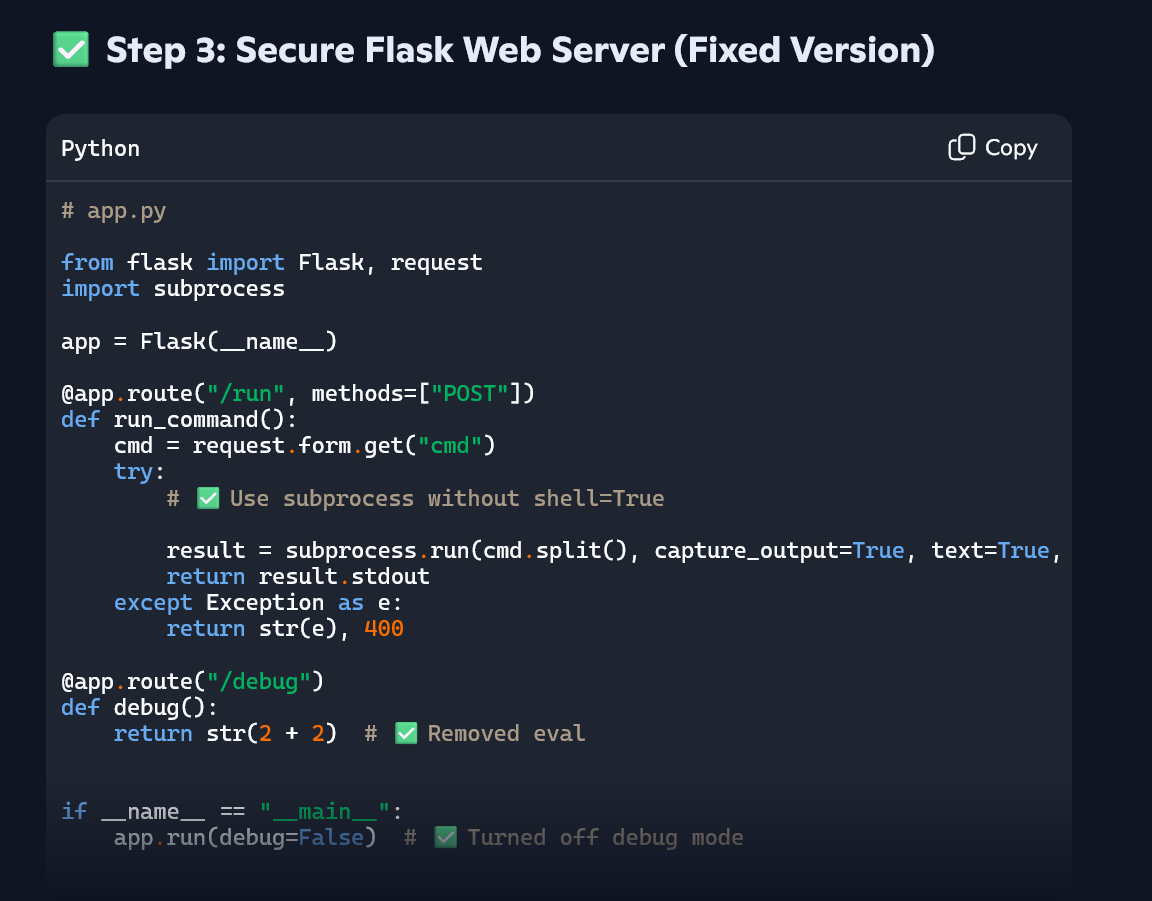 ✅ Step 3: Secure Flask Web Server (Fixed Version)
Python
Copy
# app.py
from flask import Flask, request
import subprocess
app = Flask(__name__)
@app.route("/run", methods=["POST"])
def run_command():
    cmd = request.form.get("cmd")
    try:
        # ✅ Use subprocess without shell=True
        result = subprocess.run(cmd.split(), capture_output=True, text=True,
        return result.stdout
    except Exception as e:
        return str(e), 400
@app.route("/debug")
def debug():
    return str(2 + 2)  # ✅ Removed eval
if __name__ == "__main__":
    app.run(debug=False)  # ✅ Turned off debug mode